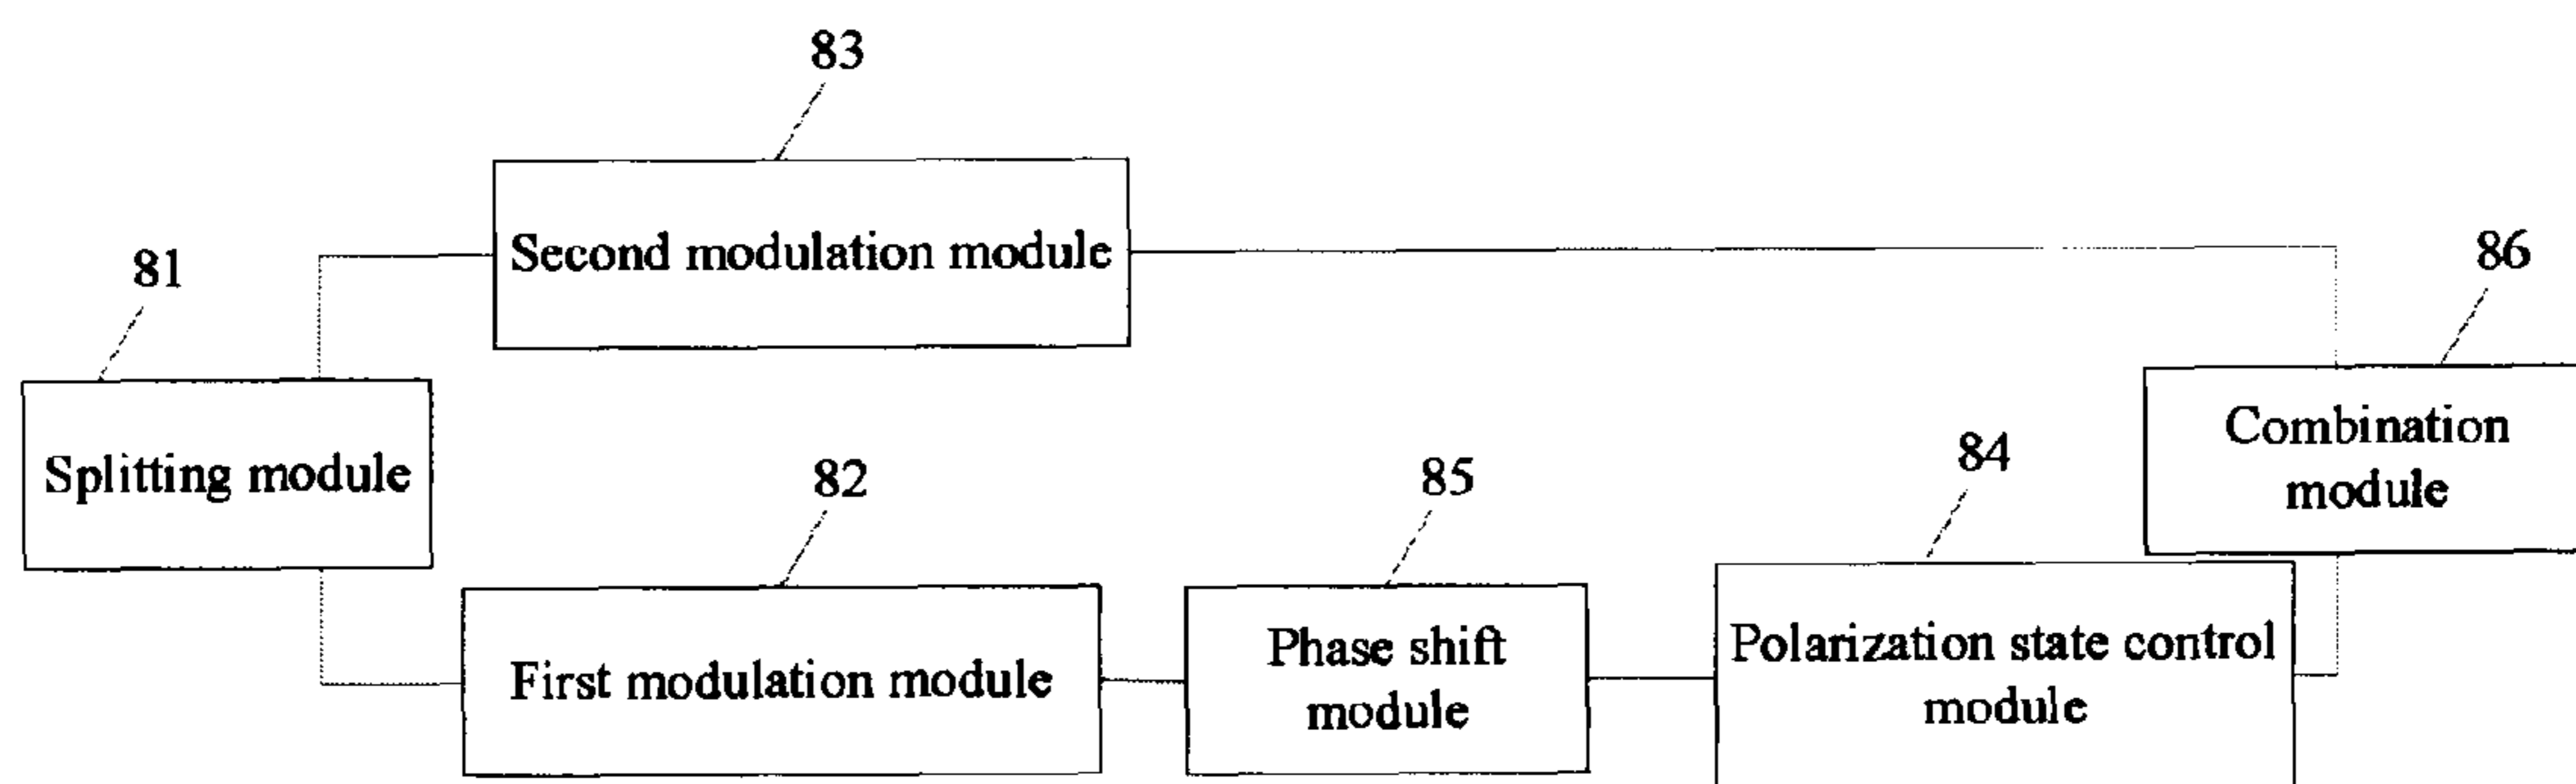 83
Second modulation module
81
86
Splitting module
Combination
module
82
85
84
First modulation module
Phase shift
module
Polarization state control
module